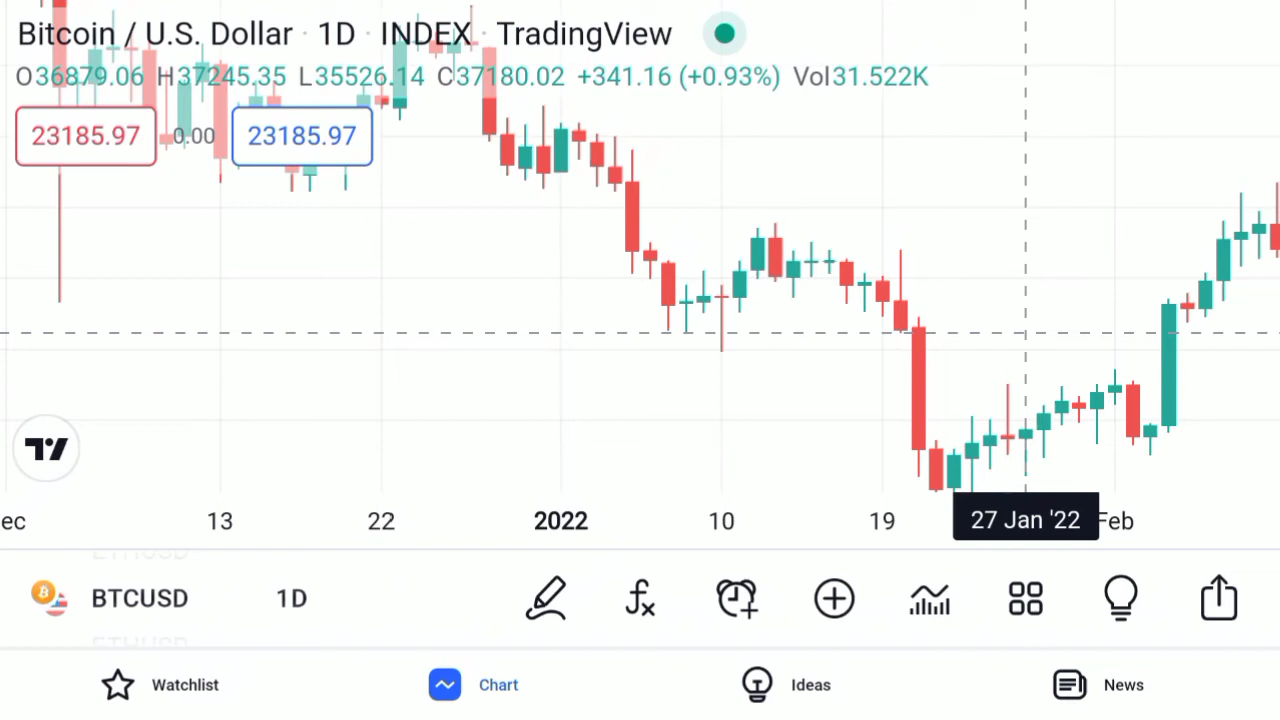 Bitcoin / U.S. Dollar · 1D · INDEX · TradingView
O36879.06 H37245.35 L35526.14 C37180.02 +341.16 (+0.93%) Vol31.522K
23185.97 0.00 23185.97
ec 13 22 2022 10 19 27 Jan '22 Feb
ETHUSD
BTCUSD 1D
ETHUSD
Watchlist Chart Ideas News